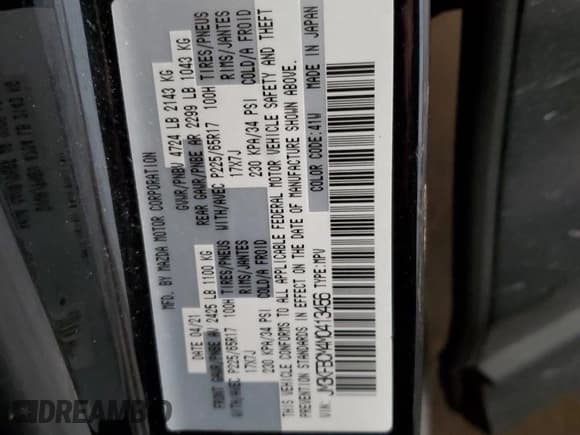 MFD. BY MAZDA MOTOR CORPORATION
DATE 04/21 GVWR/PNBV 4724 LB 2143 KG
FRONT GAWR/PNBE AV 2425 LB 1100 KG REAR GAWR/PNBE AR 2299 LB 1043 KG
WITH/AVEC P225/65R17 100H TIRES/PNEUS WITH/AVEC P225/65R17 100H TIRES/PNEUS
17X7J RIMS/JANTES 17X7J RIMS/JANTES
230 KPA/34 PSI COLD/A FROID 230 KPA/34 PSI COLD/A FROID
THIS VEHICLE CONFORMS TO ALL APPLICABLE FEDERAL MOTOR VEHICLE SAFETY AND THEFT
PREVENTION STANDARDS IN EFFECT ON THE DATE OF MANUFACTURE SHOWN ABOVE.
VIN: JM3KFBCM4M0413456 TYPE:MPV COLOR CODE:41W MADE IN JAPAN
© DREAMBID